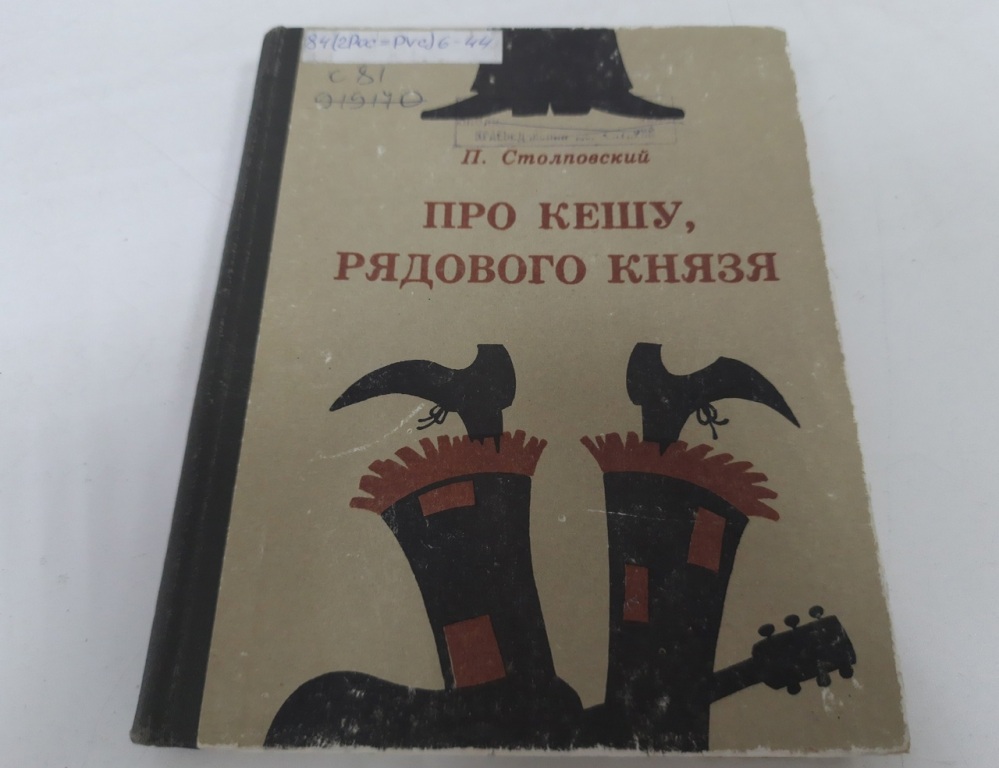 84(2Рос=Рус)6-44
С 81
919170
П. Столповский
ПРО КЕШУ,
РЯДОВОГО КНЯЗЯ